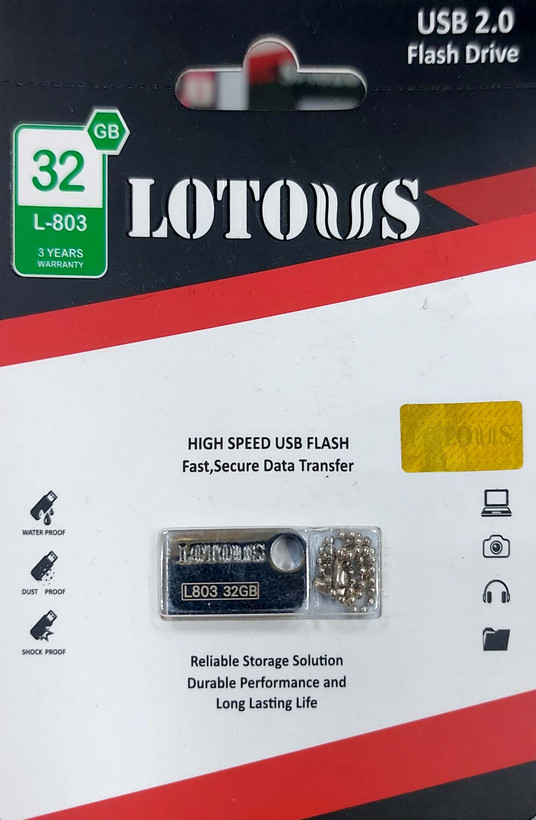 USB 2.0
Flash Drive
GB
32
L-803
3 YEARS
WARRANTY
LOTOUS
HIGH SPEED USB FLASH
Fast,Secure Data Transfer
LOTOUS
WATER PROOF
DUST PROOF
SHOCK PROOF
LOTOUS
L803 32GB
Reliable Storage Solution
Durable Performance and
Long Lasting Life